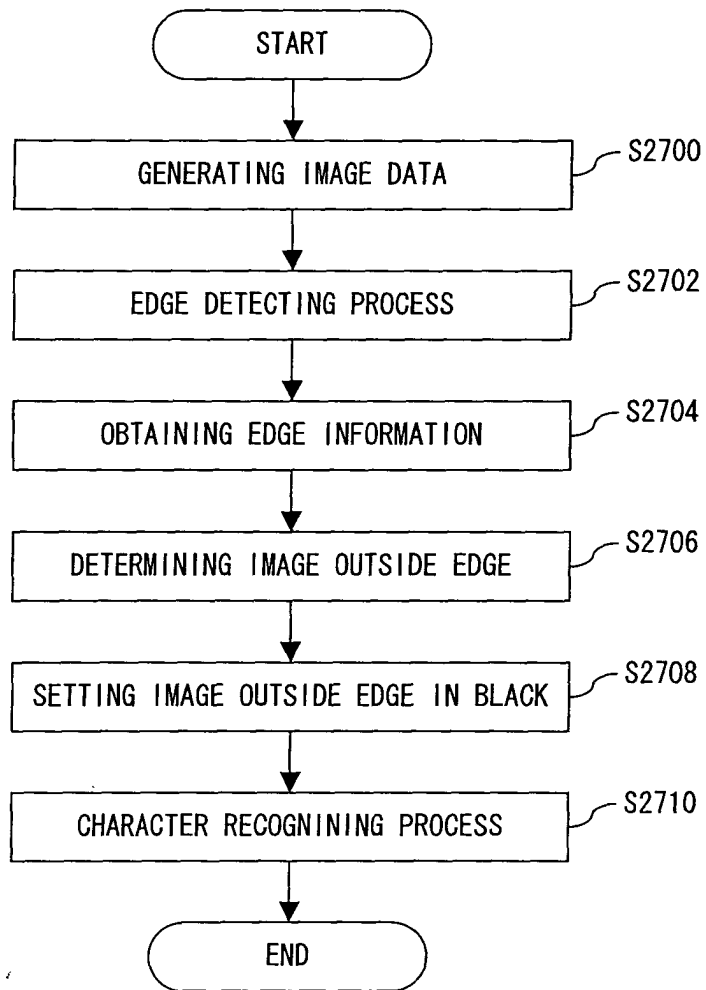 START
GENERATING IMAGE DATA
S2700
EDGE DETECTING PROCESS
S2702
OBTAINING EDGE INFORMATION
S2704
DETERMINING IMAGE OUTSIDE EDGE
S2706
SETTING IMAGE OUTSIDE EDGE IN BLACK
S2708
CHARACTER RECOGNINING PROCESS
S2710
END